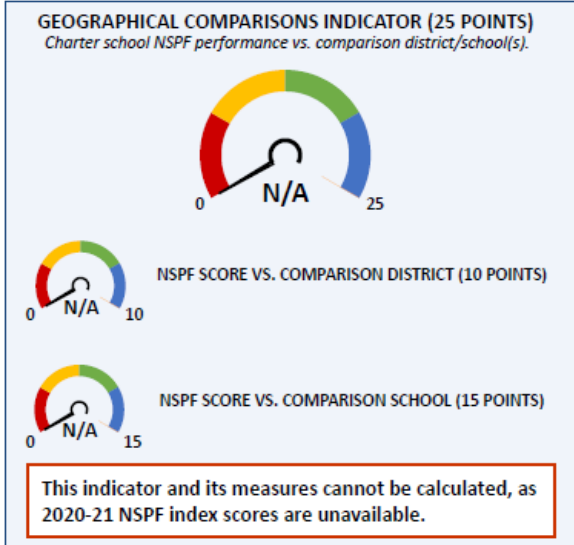 GEOGRAPHICAL COMPARISONS INDICATOR (25 POINTS)
Charter school NSPF performance vs. comparison district/school(s).
N/A
0 25
NSPF SCORE VS. COMPARISON DISTRICT (10 POINTS)
N/A
0 10
NSPF SCORE VS. COMPARISON SCHOOL (15 POINTS)
N/A
0 15
This indicator and its measures cannot be calculated, as
2020-21 NSPF index scores are unavailable.